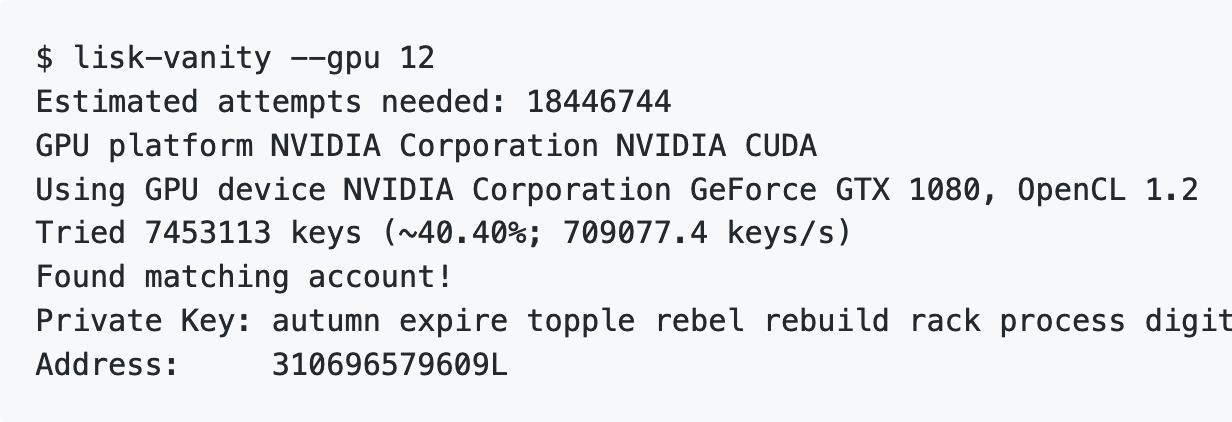 $ lisk-vanity --gpu 12
Estimated attempts needed: 18446744
GPU platform NVIDIA Corporation NVIDIA CUDA
Using GPU device NVIDIA Corporation GeForce GTX 1080, OpenCL 1.2
Tried 7453113 keys (~40.40%; 709077.4 keys/s)
Found matching account!
Private Key: autumn expire topple rebel rebuild rack process digit
Address:     310696579609L